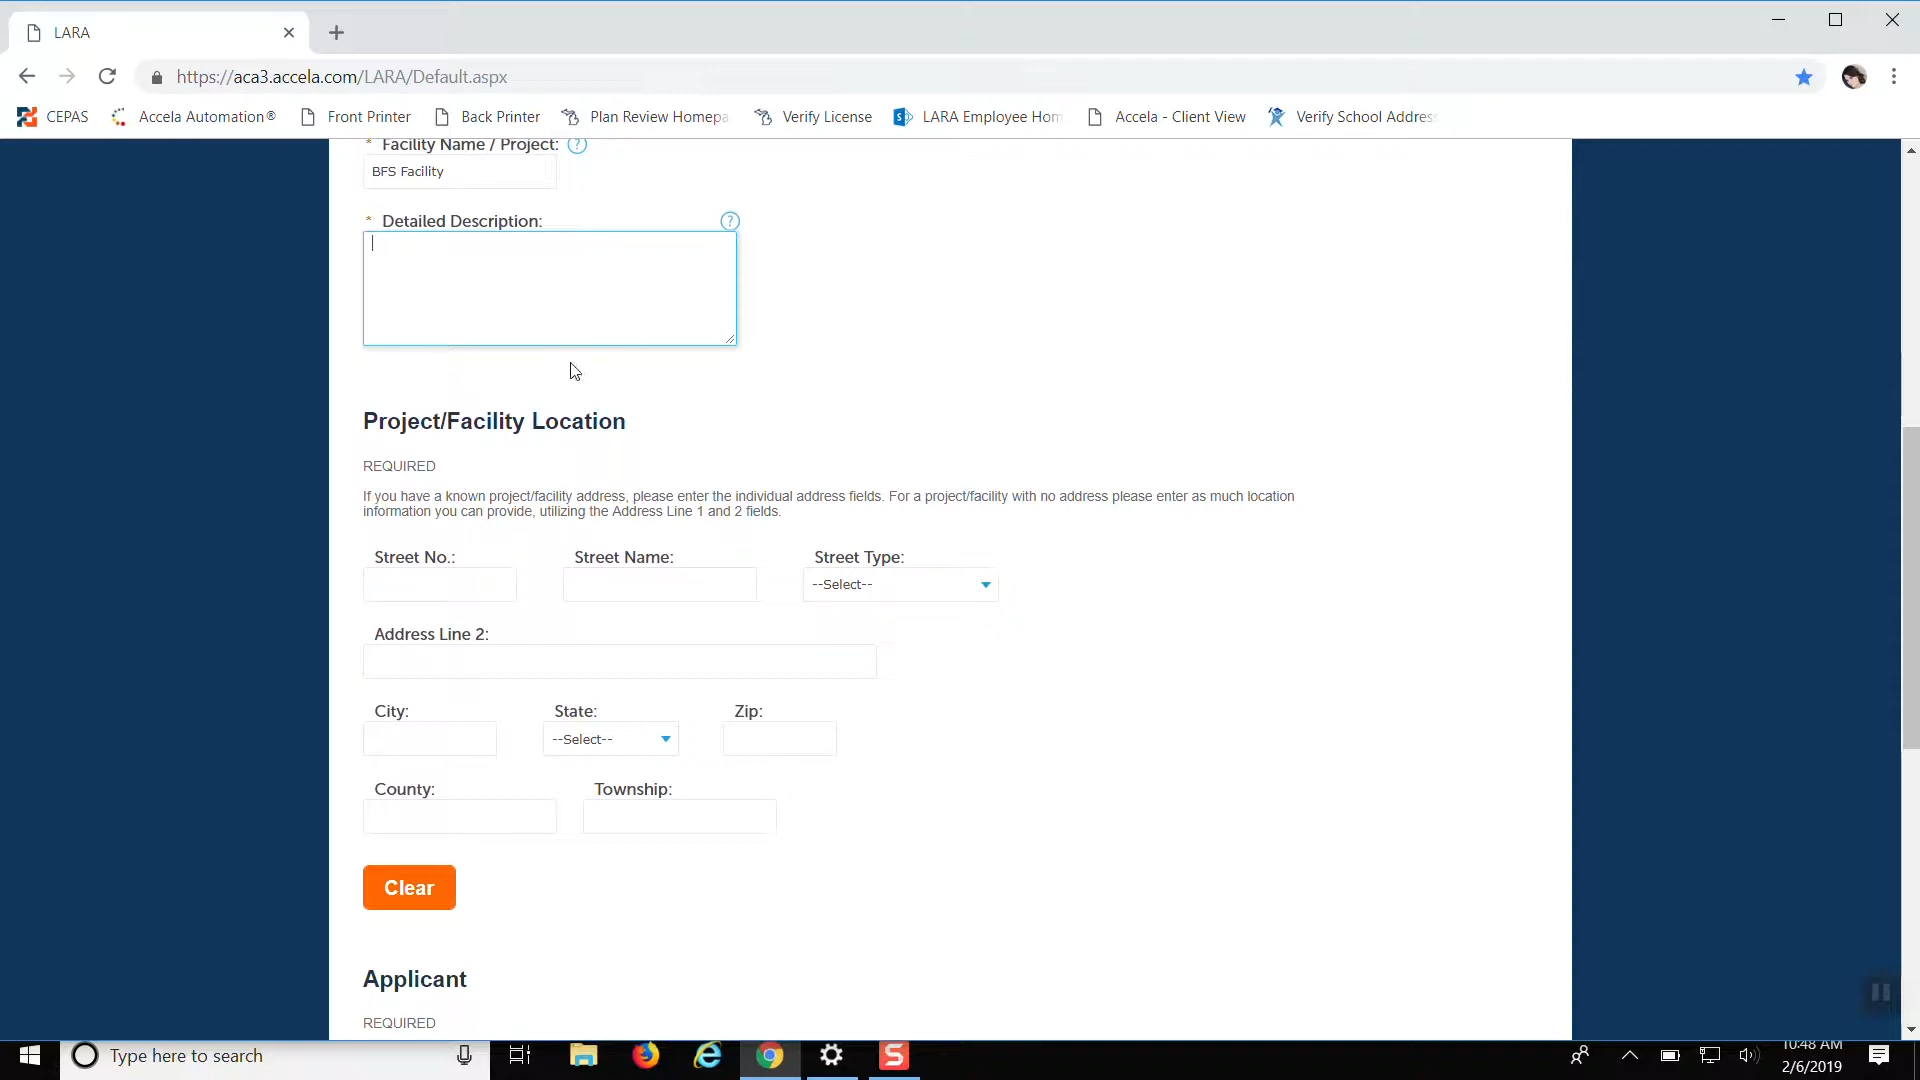 LARA
https://aca3.accela.com/LARA/Default.aspx
CEPAS
Accela Automation®
Front Printer
Back Printer
Plan Review Homepa
Verify License
LARA Employee Hom
Accela - Client View
Verify School Address
* Facility Name / Project: ?
BFS Facility
* Detailed Description: ?
Project/Facility Location
REQUIRED
If you have a known project/facility address, please enter the individual address fields. For a project/facility with no address please enter as much location
information you can provide, utilizing the Address Line 1 and 2 fields.
Street No.: Street Name: Street Type:
--Select--
Address Line 2:
City: State: Zip:
--Select--
County: Township:
Clear
Applicant
REQUIRED
Type here to search
10:48 AM
2/6/2019